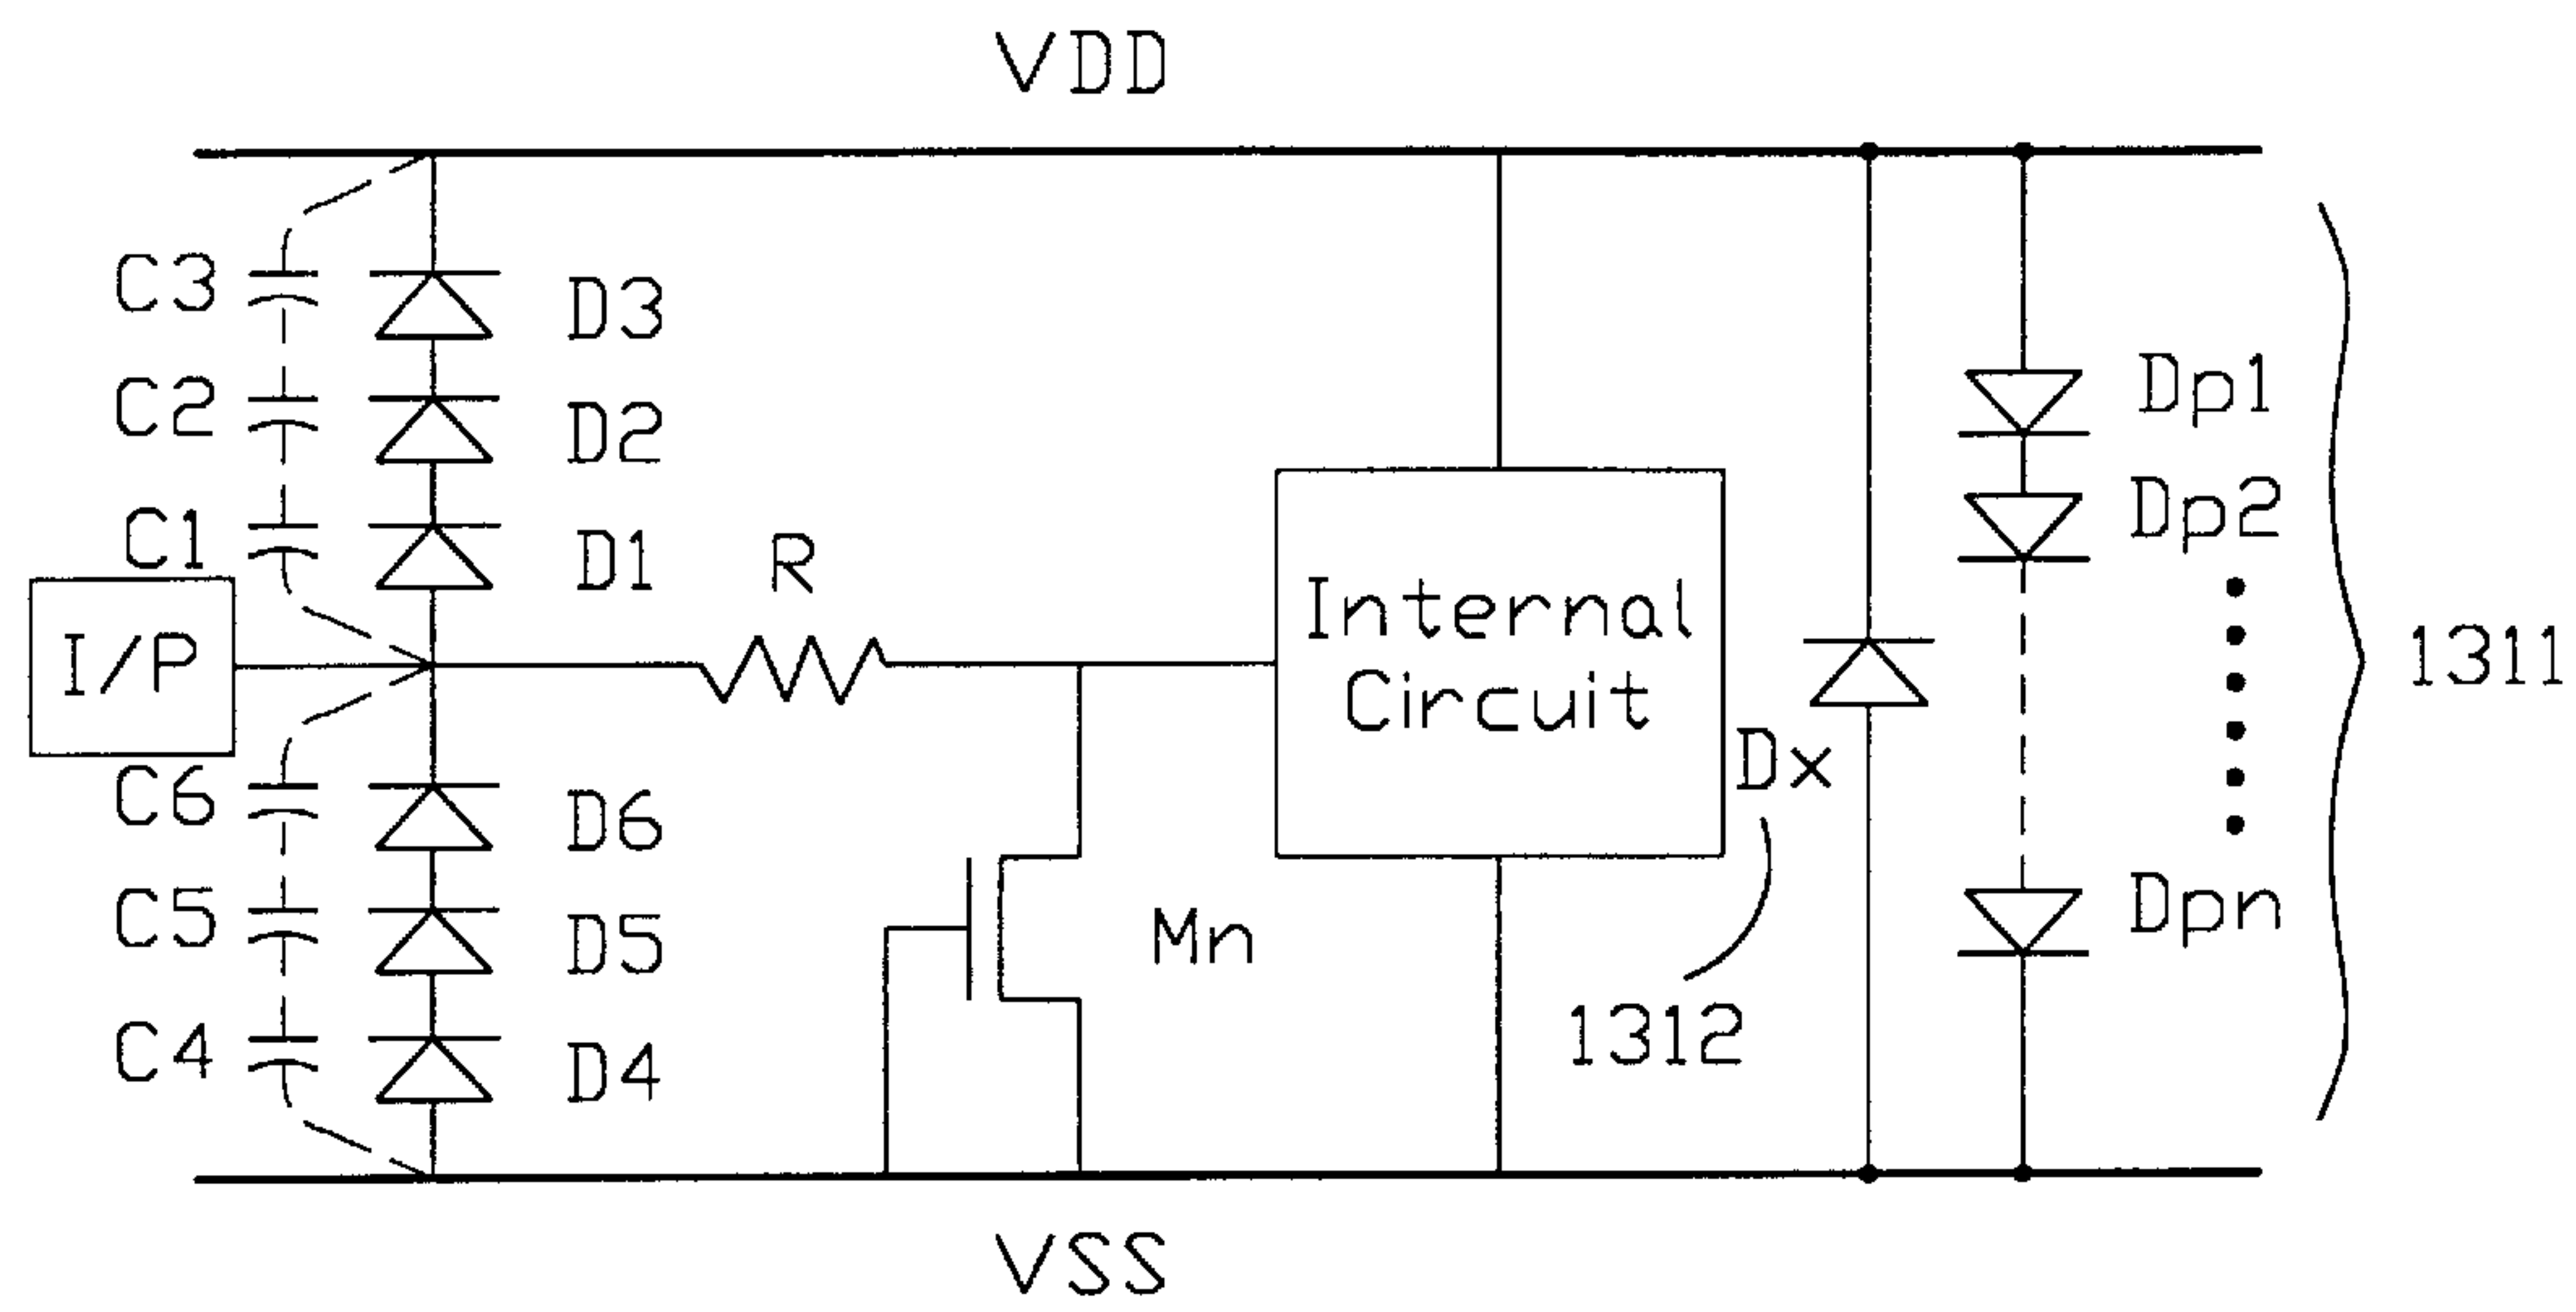 VDD
C3
D3
C2
D2
Dp1
Dp2
C1
D1
R
I/P
Internal
Circuit
1311
Dx
C6
D6
C5
D5
Mn
Dpn
C4
D4
1312
VSS